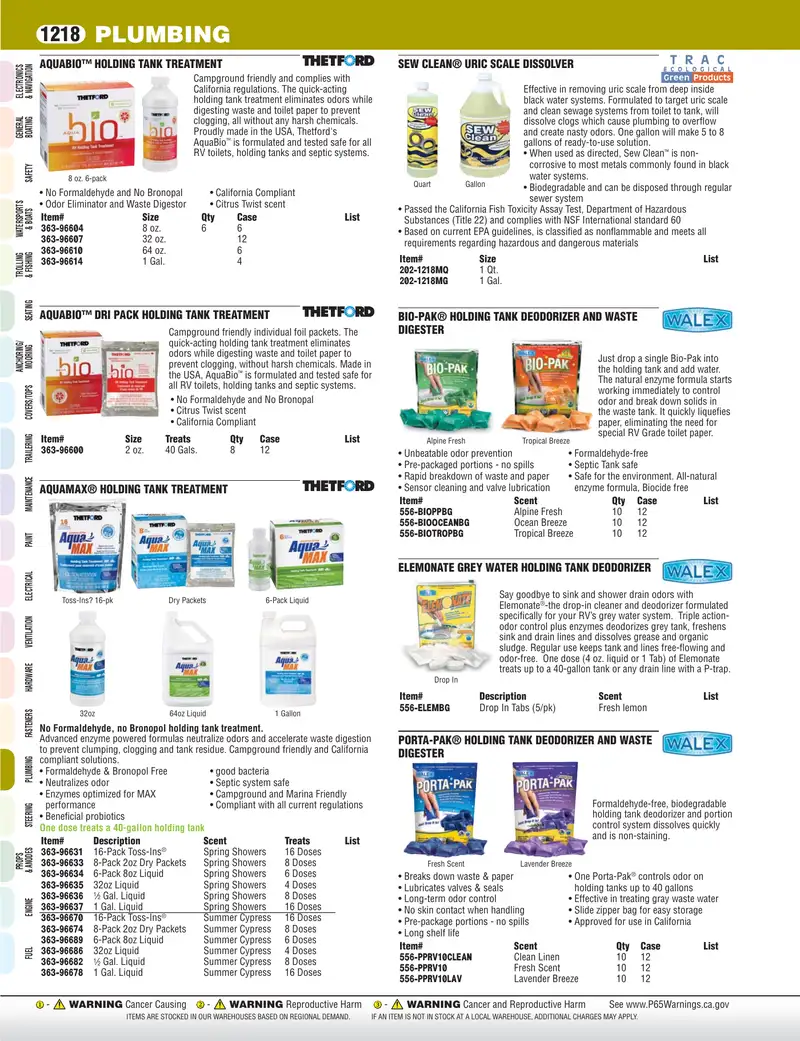 1218 PLUMBING
ELECTRONICS & NAVIGATION
GENERAL BOATING
SAFETY
WATERSPORTS & BOATS
TROLLING & FISHING
SEATING
ANCHORING/ MOORING
COVERS/TOPS
TRAILERING
MAINTENANCE
PAINT
ELECTRICAL
VENTILATION
HARDWARE
FASTENERS
PLUMBING
STEERING
PROPS & ANODES
ENGINE
FUEL
AQUABIO™ HOLDING TANK TREATMENT
THETFORD
Campground friendly and complies with
California regulations. The quick-acting
holding tank treatment eliminates odors while
digesting waste and toilet paper to prevent
clogging, all without any harsh chemicals.
Proudly made in the USA, Thetford's
AquaBio™ is formulated and tested safe for all
RV toilets, holding tanks and septic systems.
8 oz. 6-pack
• No Formaldehyde and No Bronopal
• Odor Eliminator and Waste Digestor
• California Compliant
• Citrus Twist scent
Item# Size Qty Case List
363-96604 8 oz. 6 6
363-96607 32 oz. 12
363-96610 64 oz. 6
363-96614 1 Gal. 4
AQUABIO™ DRI PACK HOLDING TANK TREATMENT
THETFORD
Campground friendly individual foil packets. The
quick-acting holding tank treatment eliminates
odors while digesting waste and toilet paper to
prevent clogging, without harsh chemicals. Made in
the USA, AquaBio™ is formulated and tested safe for
all RV toilets, holding tanks and septic systems.
• No Formaldehyde and No Bronopal
• Citrus Twist scent
• California Compliant
Item# Size Treats Qty Case List
363-96600 2 oz. 40 Gals. 8 12
AQUAMAX® HOLDING TANK TREATMENT
THETFORD
Toss-Ins? 16-pk
Dry Packets
6-Pack Liquid
32oz
64oz Liquid
1 Gallon
No Formaldehyde, no Bronopol holding tank treatment.
Advanced enzyme powered formulas neutralize odors and accelerate waste digestion
to prevent clumping, clogging and tank residue. Campground friendly and California
compliant solutions.
• Formaldehyde & Bronopol Free
• Neutralizes odor
• Enzymes optimized for MAX
performance
• Beneficial probiotics
• good bacteria
• Septic system safe
• Campground and Marina Friendly
• Compliant with all current regulations
One dose treats a 40-gallon holding tank
Item# Description Scent Treats List
363-96631 16-Pack Toss-Ins® Spring Showers 16 Doses
363-96633 8-Pack 2oz Dry Packets Spring Showers 8 Doses
363-96634 6-Pack 8oz Liquid Spring Showers 6 Doses
363-96635 32oz Liquid Spring Showers 4 Doses
363-96636 ½ Gal. Liquid Spring Showers 8 Doses
363-96637 1 Gal. Liquid Spring Showers 16 Doses
363-96670 16-Pack Toss-Ins® Summer Cypress 16 Doses
363-96674 8-Pack 2oz Dry Packets Summer Cypress 8 Doses
363-96689 6-Pack 8oz Liquid Summer Cypress 6 Doses
363-96686 32oz Liquid Summer Cypress 4 Doses
363-96682 ½ Gal. Liquid Summer Cypress 8 Doses
363-96678 1 Gal. Liquid Summer Cypress 16 Doses
SEW CLEAN® URIC SCALE DISSOLVER
TRAC
ECOLOGICAL
Green Products
Quart
Gallon
Effective in removing uric scale from deep inside
black water systems. Formulated to target uric scale
and clean sewage systems from toilet to tank, will
dissolve clogs which cause plumbing to overflow
and create nasty odors. One gallon will make 5 to 8
gallons of ready-to-use solution.
• When used as directed, Sew Clean™ is non-
corrosive to most metals commonly found in black
water systems.
• Biodegradable and can be disposed through regular
sewer system
• Passed the California Fish Toxicity Assay Test, Department of Hazardous
Substances (Title 22) and complies with NSF International standard 60
• Based on current EPA guidelines, is classified as nonflammable and meets all
requirements regarding hazardous and dangerous materials
Item# Size List
202-1218MQ 1 Qt.
202-1218MG 1 Gal.
BIO-PAK® HOLDING TANK DEODORIZER AND WASTE
DIGESTER
WALEX
Just drop a single Bio-Pak into
the holding tank and add water.
The natural enzyme formula starts
working immediately to control
odor and break down solids in
the waste tank. It quickly liquefies
paper, eliminating the need for
special RV Grade toilet paper.
Alpine Fresh
Tropical Breeze
• Unbeatable odor prevention
• Pre-packaged portions - no spills
• Rapid breakdown of waste and paper
• Sensor cleaning and valve lubrication
• Formaldehyde-free
• Septic Tank safe
• Safe for the environment. All-natural
enzyme formula, Biocide free
Item# Scent Qty Case List
556-BIOPPBG Alpine Fresh 10 12
556-BIOOCEANBG Ocean Breeze 10 12
556-BIOTROPBG Tropical Breeze 10 12
ELEMONATE GREY WATER HOLDING TANK DEODORIZER
WALEX
Say goodbye to sink and shower drain odors with
Elemonate®-the drop-in cleaner and deodorizer formulated
specifically for your RV's grey water system. Triple action-
odor control plus enzymes deodorizes grey tank, freshens
sink and drain lines and dissolves grease and organic
sludge. Regular use keeps tank and lines free-flowing and
odor-free. One dose (4 oz. liquid or 1 Tab) of Elemonate
treats up to a 40-gallon tank or any drain line with a P-trap.
Drop In
Item# Description Scent List
556-ELEMBG Drop In Tabs (5/pk) Fresh lemon
PORTA-PAK® HOLDING TANK DEODORIZER AND WASTE
DIGESTER
WALEX
Formaldehyde-free, biodegradable
holding tank deodorizer and portion
control system dissolves quickly
and is non-staining.
Fresh Scent
Lavender Breeze
• Breaks down waste & paper
• Lubricates valves & seals
• Long-term odor control
• No skin contact when handling
• Pre-package portions - no spills
• Long shelf life
• One Porta-Pak® controls odor on
holding tanks up to 40 gallons
• Effective in treating gray waste water
• Slide zipper bag for easy storage
• Approved for use in California
Item# Scent Qty Case List
556-PPRV10CLEAN Clean Linen 10 12
556-PPRV10 Fresh Scent 10 12
556-PPRV10LAV Lavender Breeze 10 12
1 - WARNING Cancer Causing 2 - WARNING Reproductive Harm 3 - WARNING Cancer and Reproductive Harm See www.P65Warnings.ca.gov
ITEMS ARE STOCKED IN OUR WAREHOUSES BASED ON REGIONAL DEMAND. IF AN ITEM IS NOT IN STOCK AT A LOCAL WAREHOUSE. ADDITIONAL CHARGES MAY APPLY.